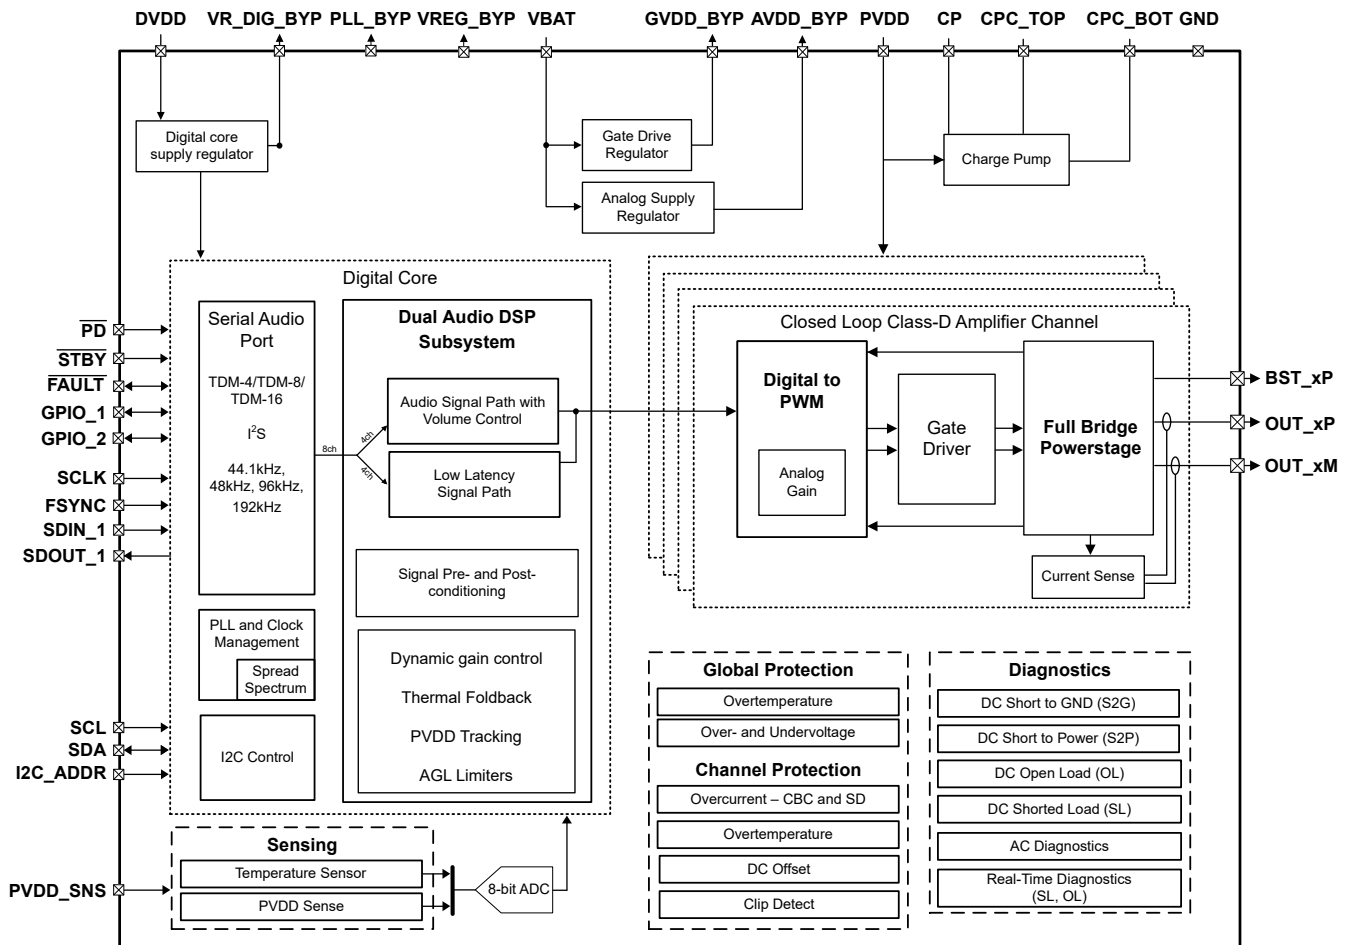 DVDD VR_DIG_BYP PLL_BYP VREG_BYP VBAT GVDD_BYP AVDD_BYP PVDD CP CPC_TOP CPC_BOT GND
Digital core
supply regulator
Gate Drive
Regulator
Analog Supply
Regulator
Charge Pump
PD
STBY
FAULT
GPIO_1
GPIO_2
SCLK
FSYNC
SDIN_1
SDOUT_1
SCL
SDA
I2C_ADDR
PVDD_SNS
Digital Core
Serial Audio
Port
TDM-4/TDM-8/
TDM-16
I2S
44.1kHz,
48kHz, 96kHz,
192kHz
8ch
4ch
4ch
Dual Audio DSP
Subsystem
Audio Signal Path with
Volume Control
Low Latency
Signal Path
Signal Pre- and Post-
conditioning
Dynamic gain control
Thermal Foldback
PVDD Tracking
AGL Limiters
PLL and Clock
Management
Spread
Spectrum
I2C Control
Sensing
Temperature Sensor
PVDD Sense
8-bit ADC
Closed Loop Class-D Amplifier Channel
Digital to
PWM
Analog
Gain
Gate
Driver
Full Bridge
Powerstage
Current Sense
BST_xP
OUT_xP
OUT_xM
Global Protection
Overtemperature
Over- and Undervoltage
Channel Protection
Overcurrent – CBC and SD
Overtemperature
DC Offset
Clip Detect
Diagnostics
DC Short to GND (S2G)
DC Short to Power (S2P)
DC Open Load (OL)
DC Shorted Load (SL)
AC Diagnostics
Real-Time Diagnostics
(SL, OL)